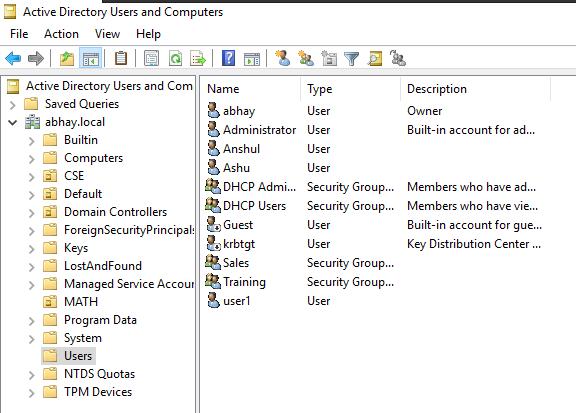 Active Directory Users and Computers
File Action View Help
Active Directory Users and Com
Saved Queries
abhay.local
Builtin
Computers
CSE
Default
Domain Controllers
ForeignSecurityPrincipals
Keys
LostAndFound
Managed Service Accour
MATH
Program Data
System
Users
NTDS Quotas
TPM Devices
Name Type Description
abhay User Owner
Administrator User Built-in account for ad...
Anshul User
Ashu User
DHCP Admi... Security Group... Members who have ad...
DHCP Users Security Group... Members who have vie...
Guest User Built-in account for gue...
krbtgt User Key Distribution Center ...
Sales Security Group...
Training Security Group...
user1 User